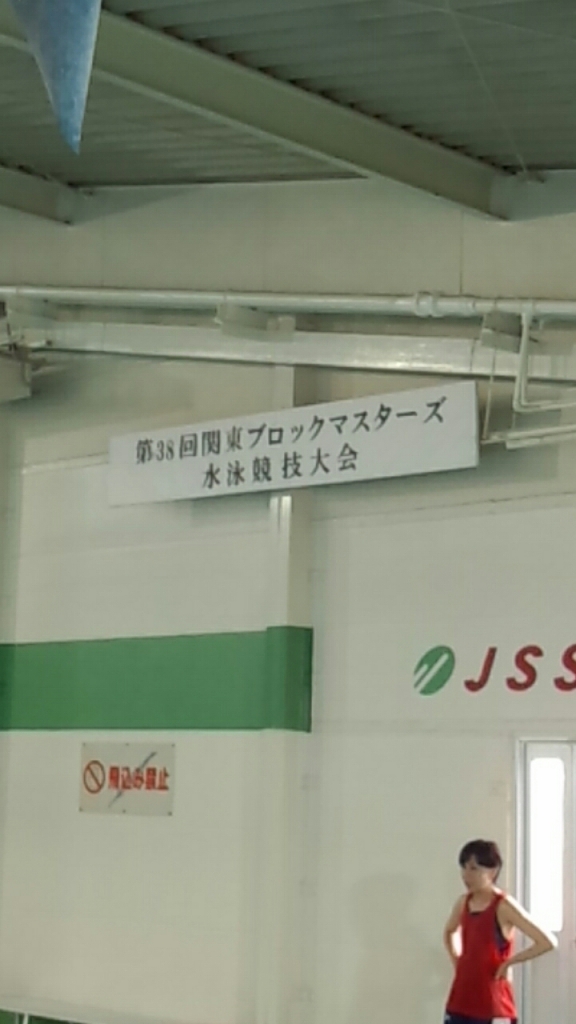 第38回関東ブロックマスターズ
水泳競技大会
JSS
飛込み禁止